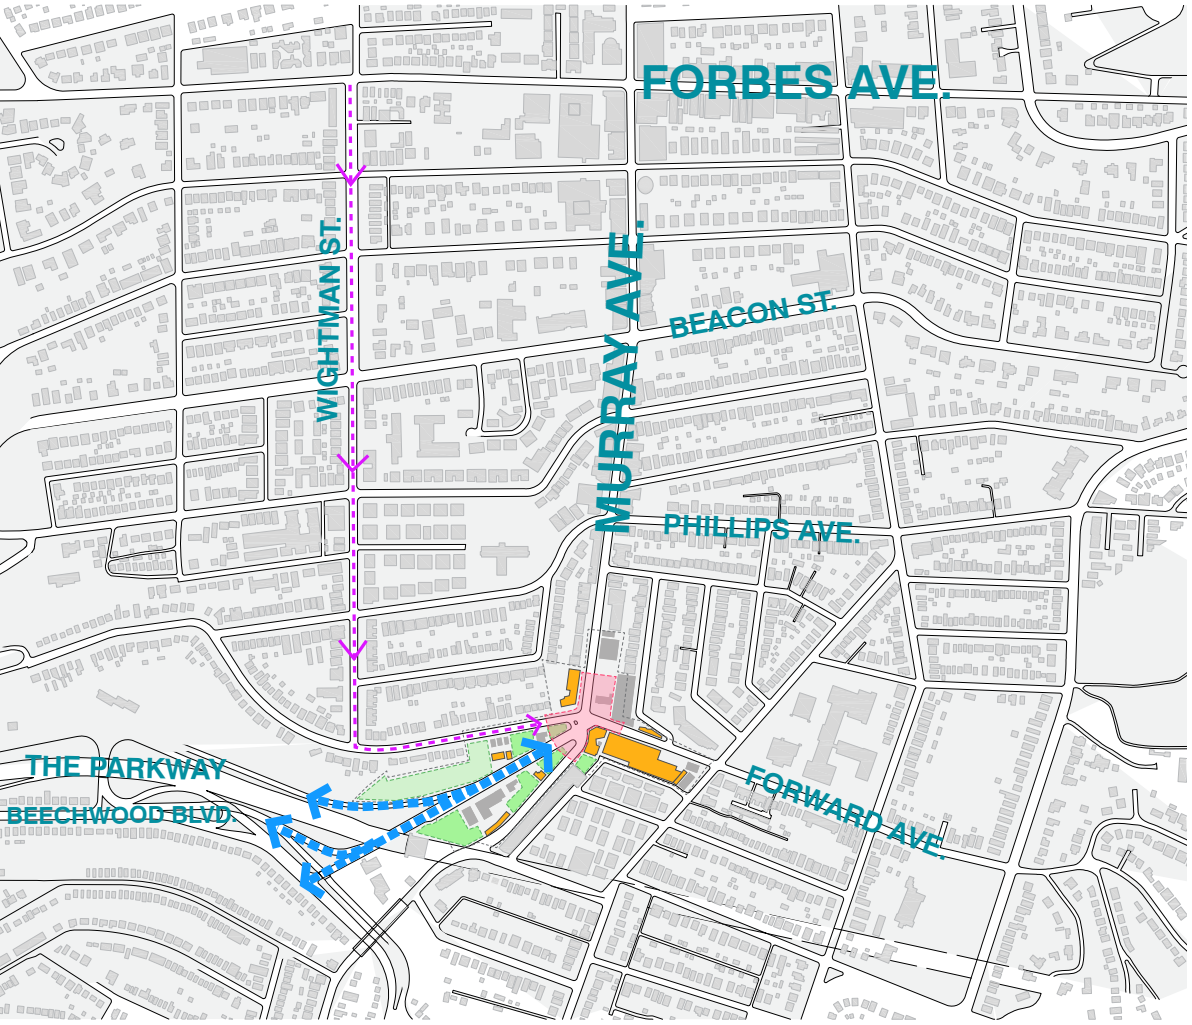 FORBES AVE.
WIGHTMAN ST.
MURRAY AVE.
BEACON ST.
PHILLIPS AVE.
THE PARKWAY
BEECHWOOD BLVD.
FORWARD AVE.